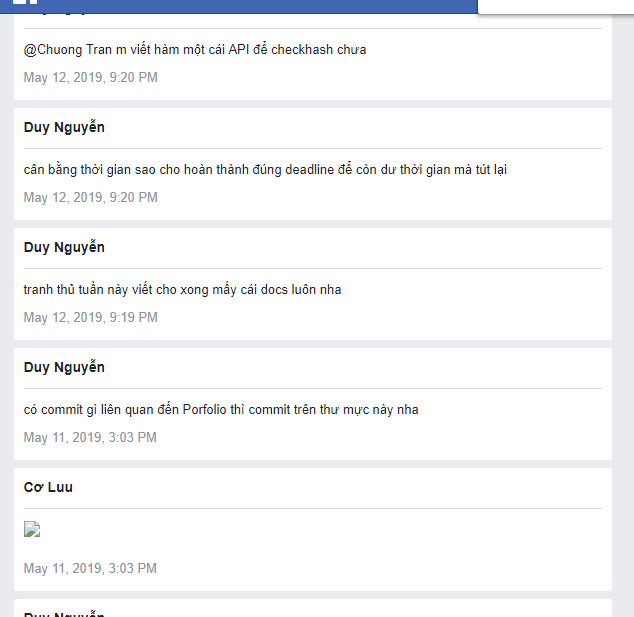 @Chuong Tran m viết hàm một cái API để checkhash chưa
May 12, 2019, 9:20 PM
Duy Nguyễn
cân bằng thời gian sao cho hoàn thành đúng deadline để còn dư thời gian mà tút lại
May 12, 2019, 9:20 PM
Duy Nguyễn
tranh thủ tuần này viết cho xong mấy cái docs luôn nha
May 12, 2019, 9:19 PM
Duy Nguyễn
có commit gì liên quan đến Porfolio thì commit trên thư mực này nha
May 11, 2019, 3:03 PM
Cơ Luu
May 11, 2019, 3:03 PM
Duy Nguyễn